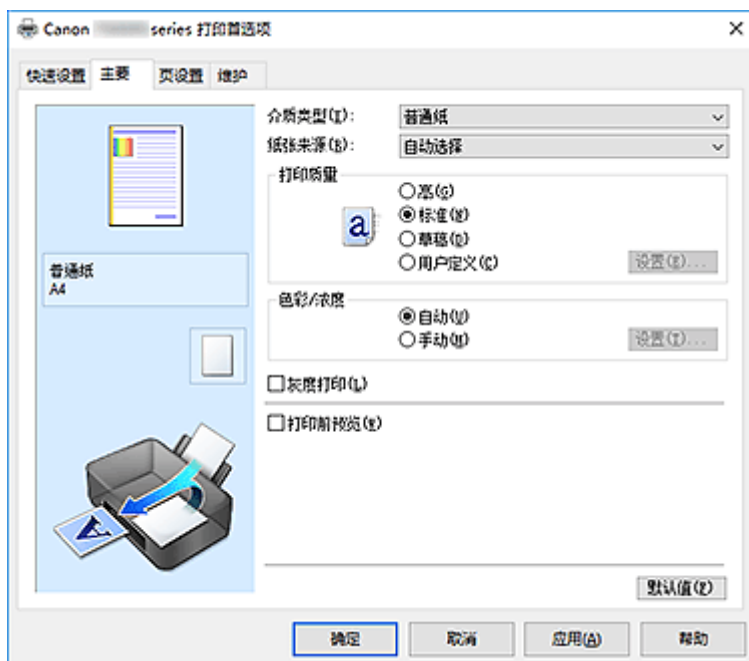 Canon series 打印首选项
快速设置 主要 页设置 维护
介质类型(T): 普通纸
纸张来源(B): 自动选择
打印质量
高(G)
标准(N)
草稿(D)
用户定义(C) 设置(E)...
普通纸
A4
色彩/浓度
自动(U)
手动(M) 设置(T)...
灰度打印(L)
打印前预览(E)
默认值(F)
确定 取消 应用(A) 帮助
a
A